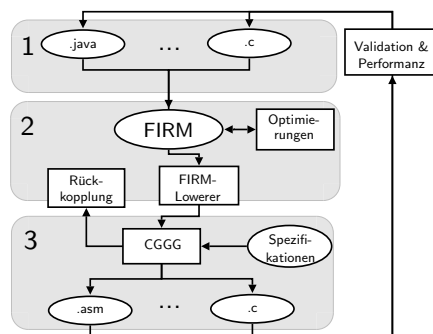 1
.java
...
.c
Validation &
Performanz
2
FIRM
Optimie-
rungen
Rück-
kopplung
FIRM-
Lowerer
3
CGGG
Spezifi-
kationen
.asm
...
.c